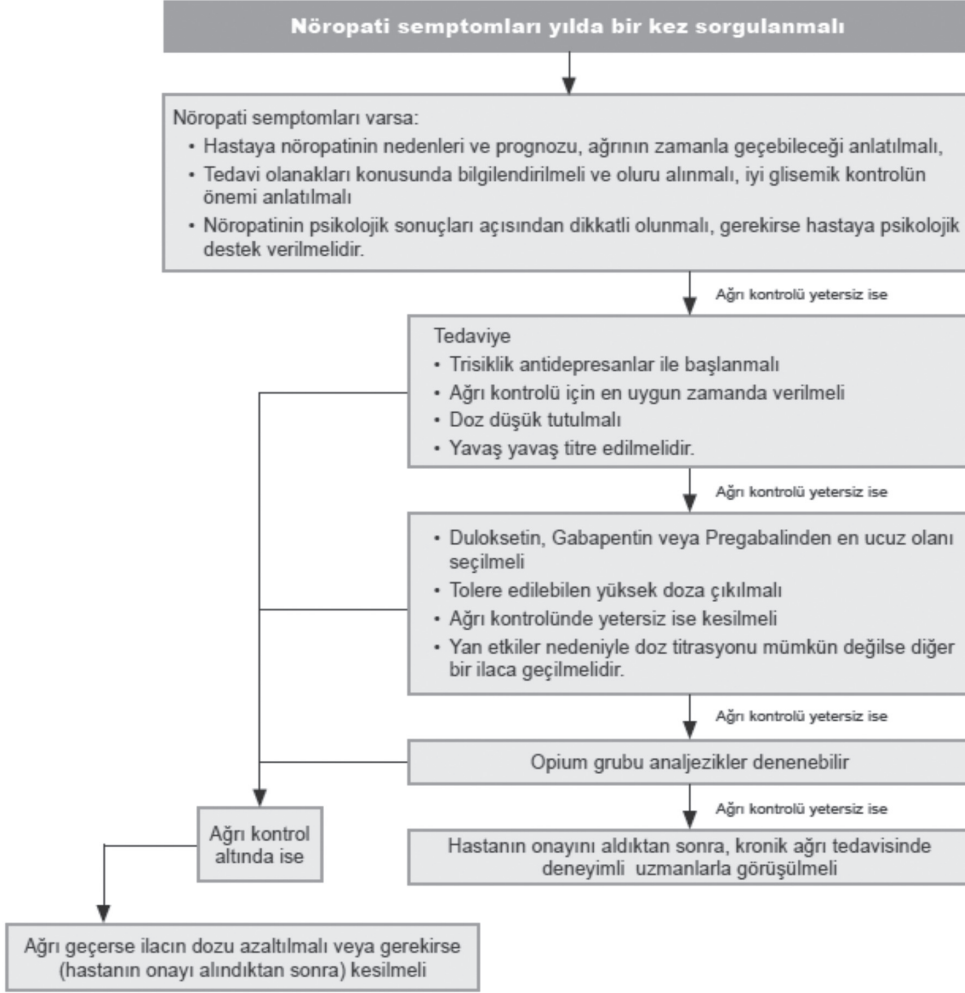 Nöropati semptomları yılda bir kez sorgulanmalı
Nöropati semptomları varsa:
• Hastaya nöropatinin nedenleri ve prognozu, ağrının zamanla geçebileceği anlatılmalı,
• Tedavi olanakları konusunda bilgilendirilmeli ve oluru alınmalı, iyi glisemik kontrolün
önemi anlatılmalı
• Nöropatinin psikolojik sonuçları açısından dikkatli olunmalı, gerekirse hastaya psikolojik
destek verilmelidir.
Ağrı kontrolü yetersiz ise
Tedaviye
• Trisiklik antidepresanlar ile başlanmalı
• Ağrı kontrolü için en uygun zamanda verilmeli
• Doz düşük tutulmalı
• Yavaş yavaş titre edilmelidir.
Ağrı kontrolü yetersiz ise
• Duloksetin, Gabapentin veya Pregabalinden en ucuz olanı
seçilmeli
• Tolere edilebilen yüksek doza çıkılmalı
• Ağrı kontrolünde yetersiz ise kesilmeli
• Yan etkiler nedeniyle doz titrasyonu mümkün değilse diğer
bir ilaca geçilmelidir.
Ağrı kontrolü yetersiz ise
Opium grubu analjezikler denenebilir
Ağrı kontrolü yetersiz ise
Hastanın onayını aldıktan sonra, kronik ağrı tedavisinde
deneyimli uzmanlarla görüşülmeli
Ağrı kontrol
altında ise
Ağrı geçerse ilacın dozu azaltılmalı veya gerekirse
(hastanın onayı alındıktan sonra) kesilmeli